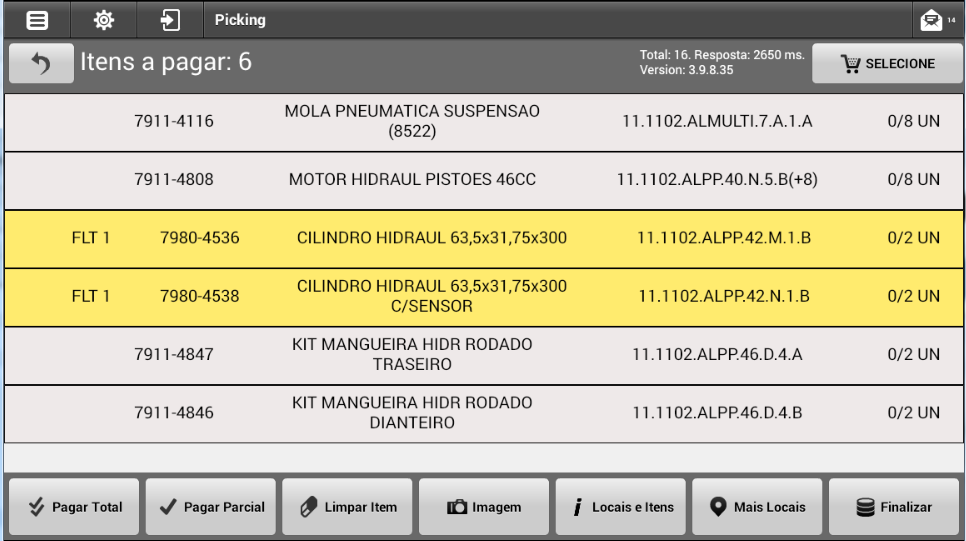 Picking
14
Itens a pagar: 6
Total: 16. Resposta: 2650 ms.
Version: 3.9.8.35
SELECIONE
7911-4116 MOLA PNEUMATICA SUSPENSAO (8522) 11.1102.ALMULTI.7.A.1.A 0/8 UN
7911-4808 MOTOR HIDRAUL PISTOES 46CC 11.1102.ALPP.40.N.5.B(+8) 0/8 UN
FLT 1 7980-4536 CILINDRO HIDRAUL 63,5x31,75x300 11.1102.ALPP.42.M.1.B 0/2 UN
FLT 1 7980-4538 CILINDRO HIDRAUL 63,5x31,75x300 C/SENSOR 11.1102.ALPP.42.N.1.B 0/2 UN
7911-4847 KIT MANGUEIRA HIDR RODADO TRASEIRO 11.1102.ALPP.46.D.4.A 0/2 UN
7911-4846 KIT MANGUEIRA HIDR RODADO DIANTEIRO 11.1102.ALPP.46.D.4.B 0/2 UN
Pagar Total Pagar Parcial Limpar Item Imagem Locais e Itens Mais Locais Finalizar